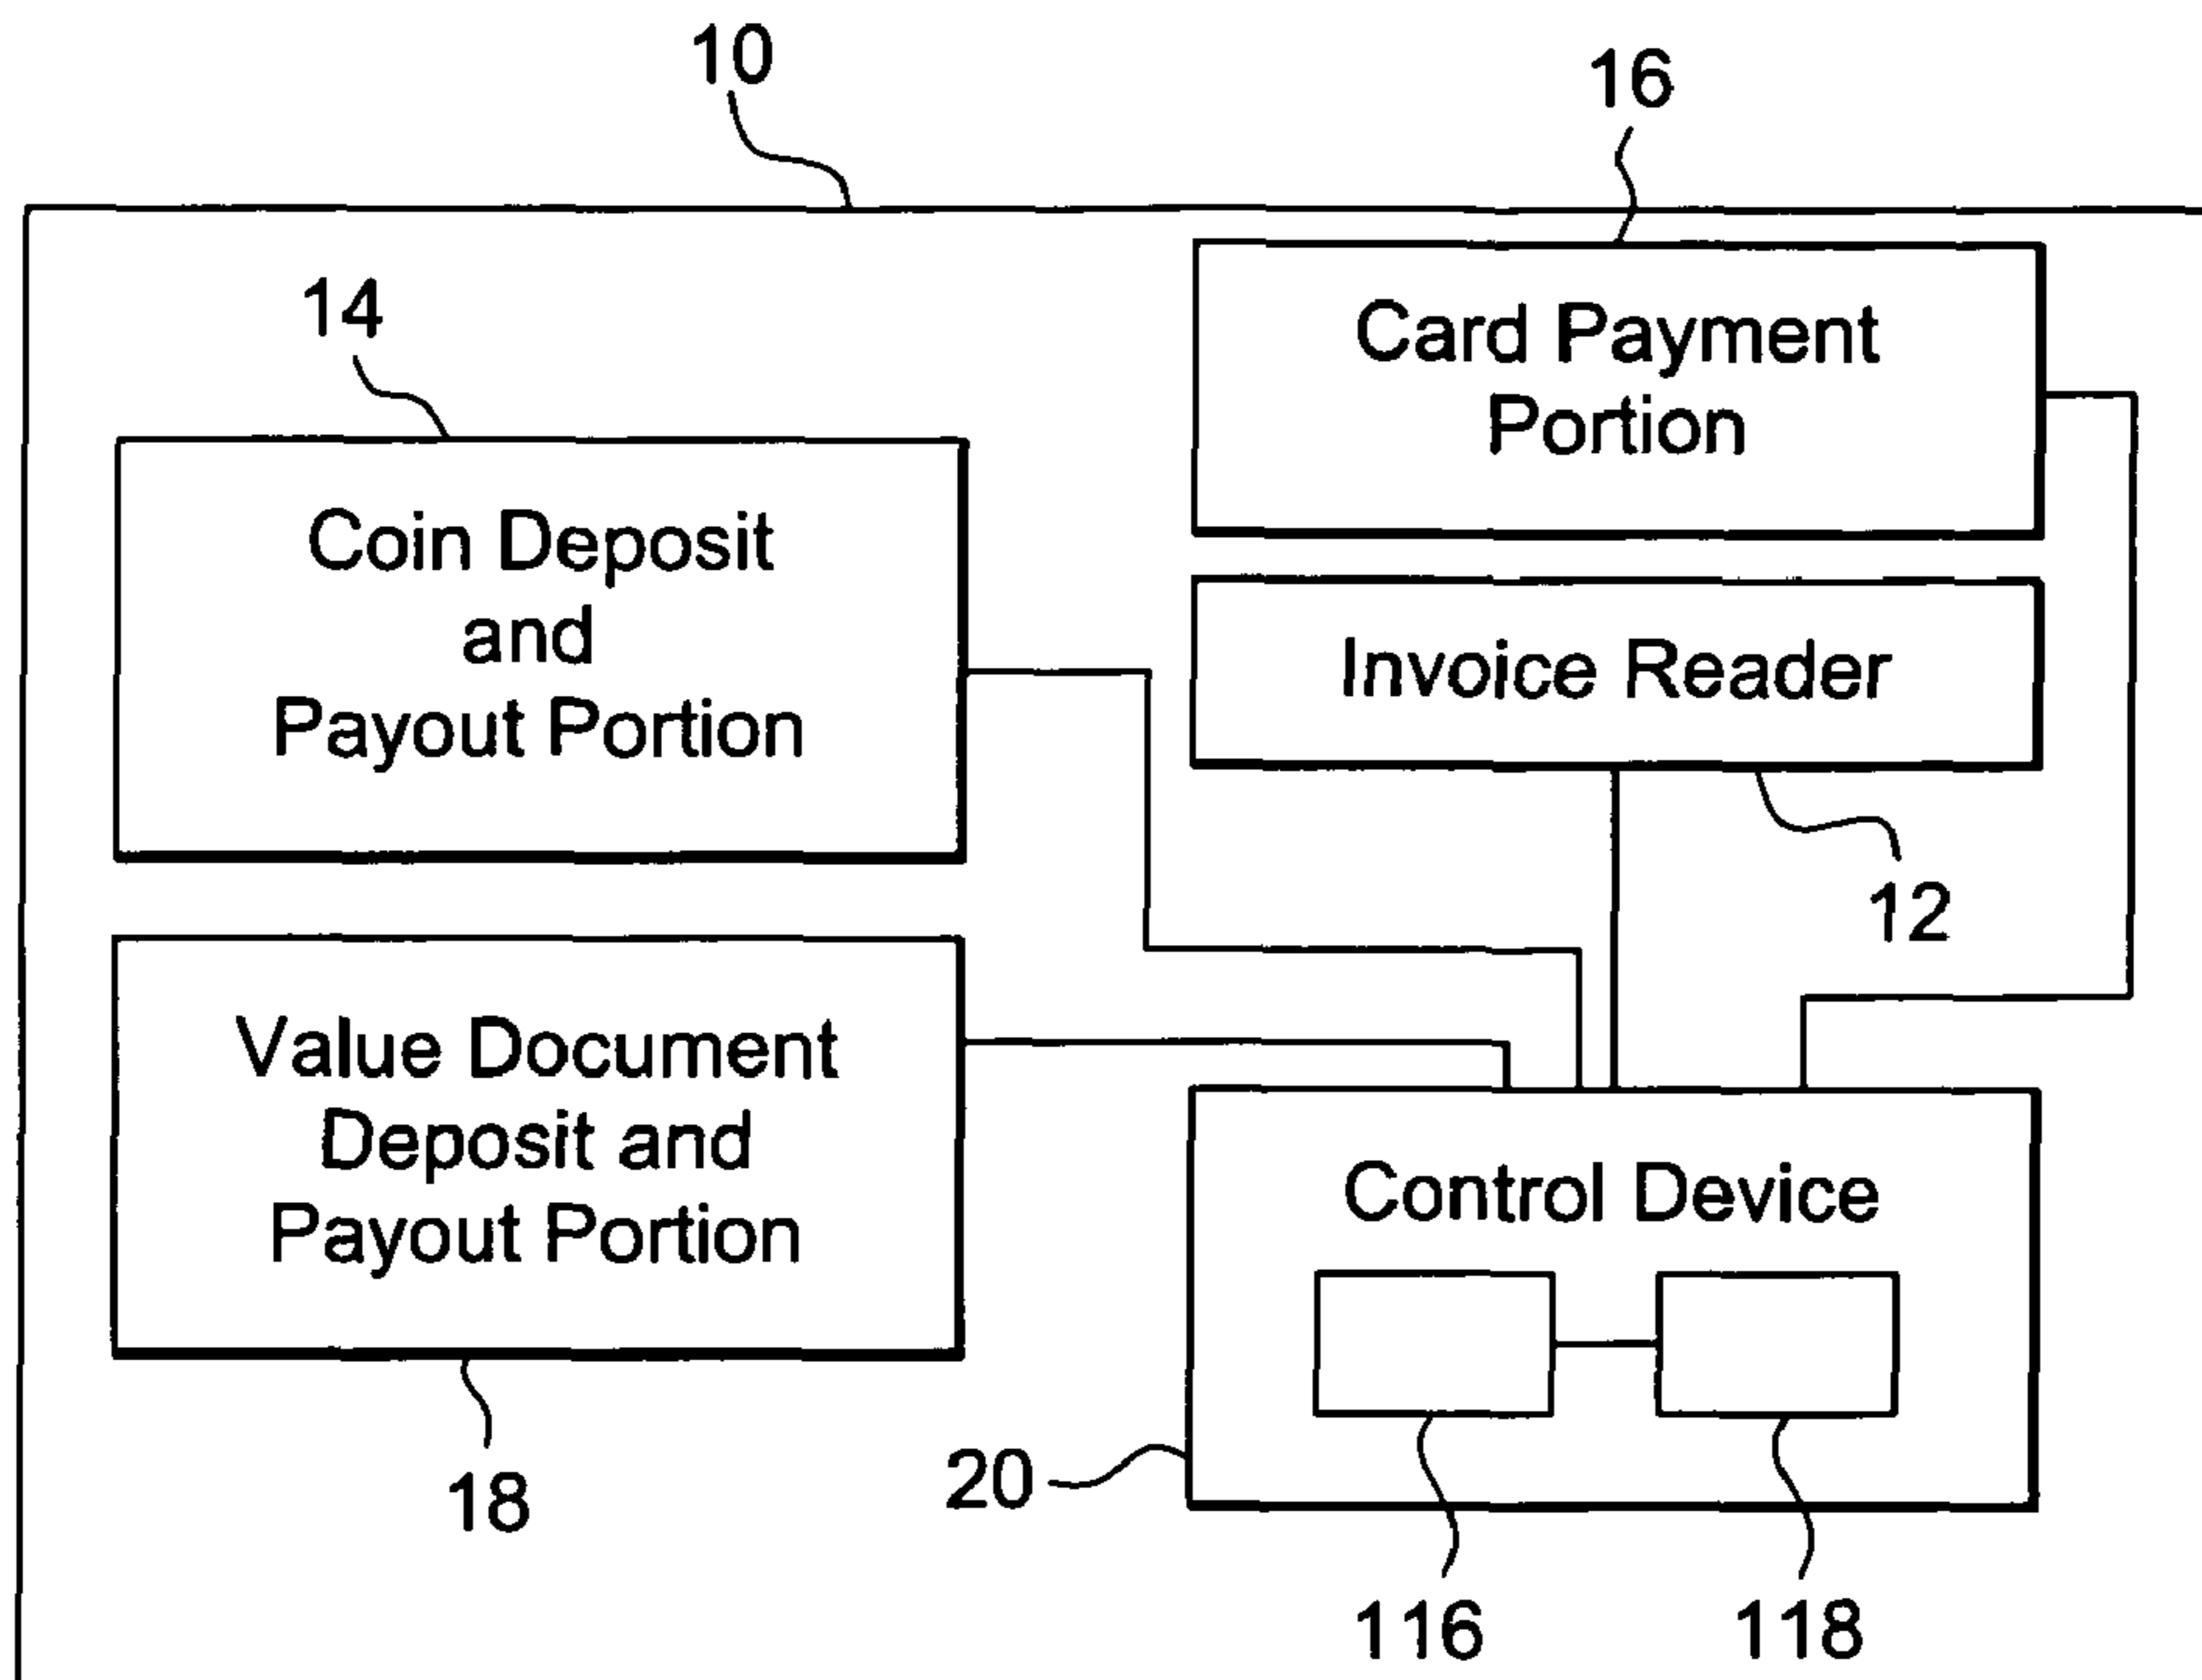 10
16
14
Card Payment
Portion
Coin Deposit
and
Payout Portion
Invoice Reader
12
Value Document
Deposit and
Payout Portion
Control Device
18
20
116
118